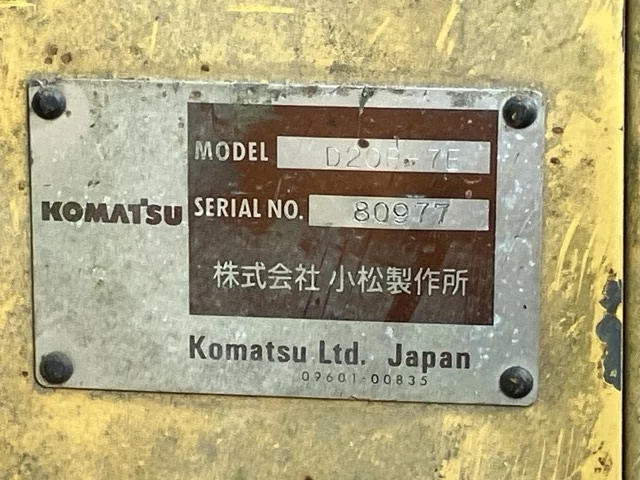 MODEL D20P-7E
KOMATSU
SERIAL NO. 80977
株式会社 小松製作所
Komatsu Ltd. Japan
09601-00835